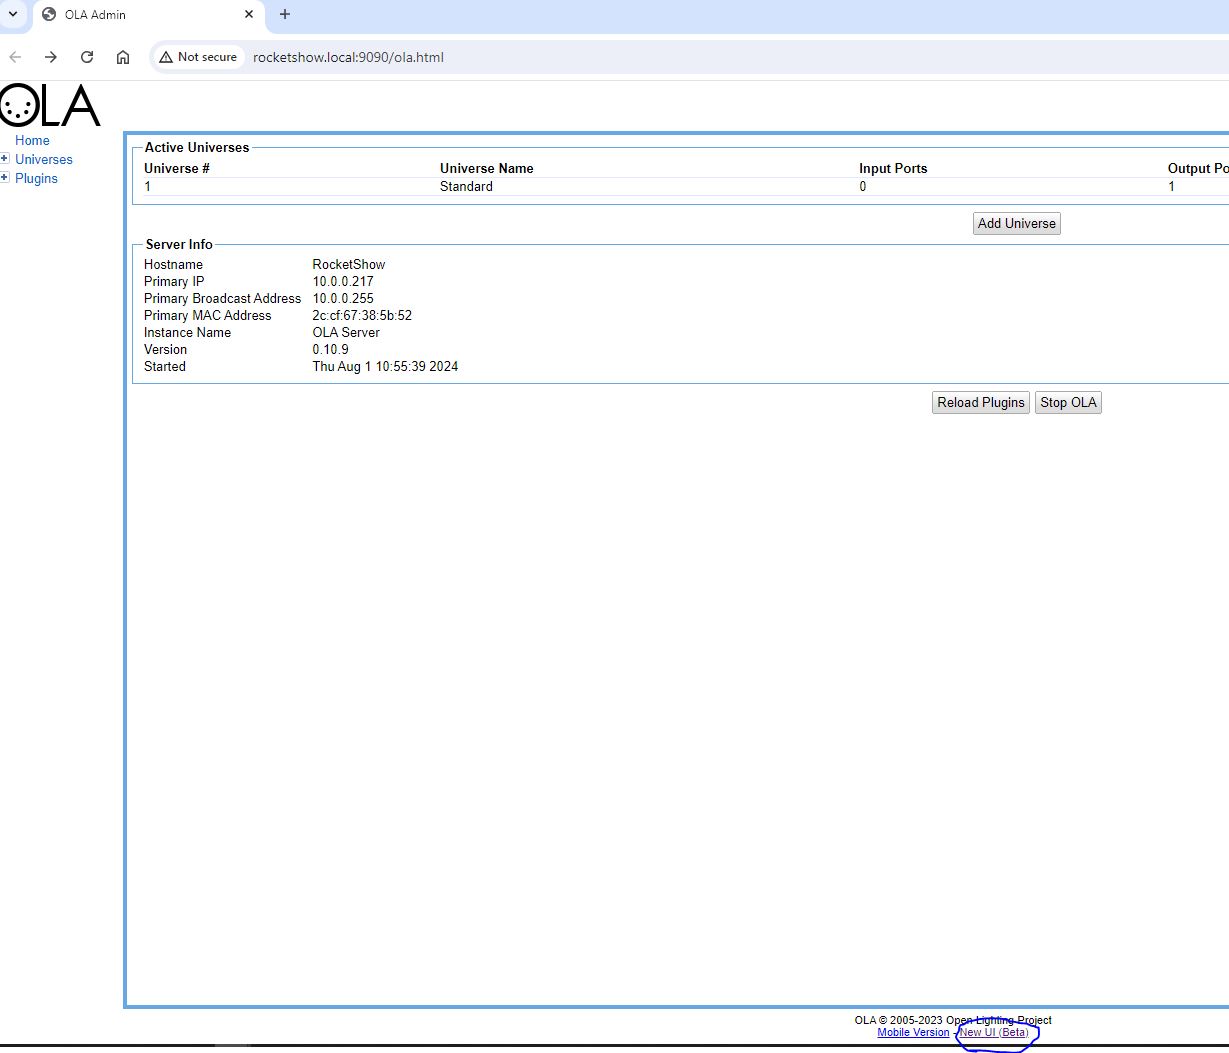 OLA Admin
Not secure rocketshow.local:9090/ola.html
OLA
Home
Universes
Plugins
Active Universes
Universe # Universe Name Input Ports Output Po
1 Standard 0 1
Add Universe
Server Info
Hostname RocketShow
Primary IP 10.0.0.217
Primary Broadcast Address 10.0.0.255
Primary MAC Address 2c:cf:67:38:5b:52
Instance Name OLA Server
Version 0.10.9
Started Thu Aug 1 10:55:39 2024
Reload Plugins Stop OLA
OLA © 2005-2023 Open Lighting Project
Mobile Version - New UI (Beta)